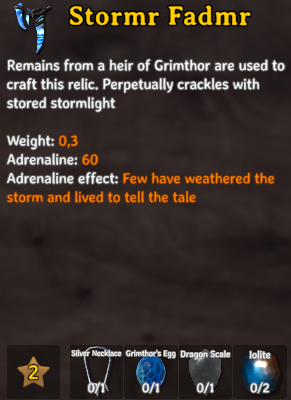 Stormr Fadmr
Remains from a heir of Grimthor are used to
craft this relic. Perpetually crackles with
stored stormlight
Weight: 0,3
Adrenaline: 60
Adrenaline effect: Few have weathered the
storm and lived to tell the tale
2
Silver Necklace Grimthor's Egg Dragon Scale Iolite
0/1 0/1 0/1 0/2